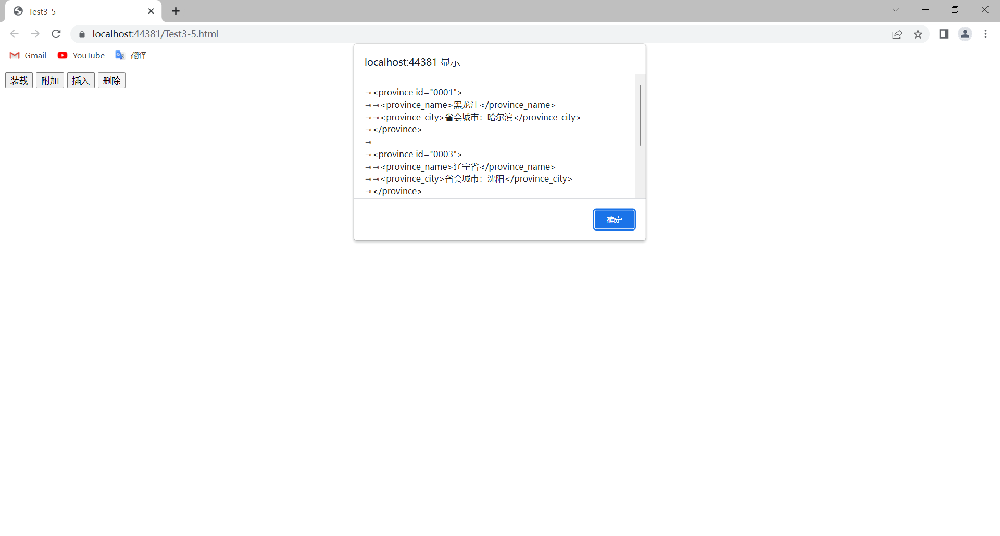 Test3-5
localhost:44381/Test3-5.html
Gmail YouTube 翻译
装载 附加 插入 删除
localhost:44381 显示
<province id="0001">
<province_name>黑龙江</province_name>
<province_city>省会城市：哈尔滨</province_city>
</province>
<province id="0003">
<province_name>辽宁省</province_name>
<province_city>省会城市：沈阳</province_city>
</province>
确定